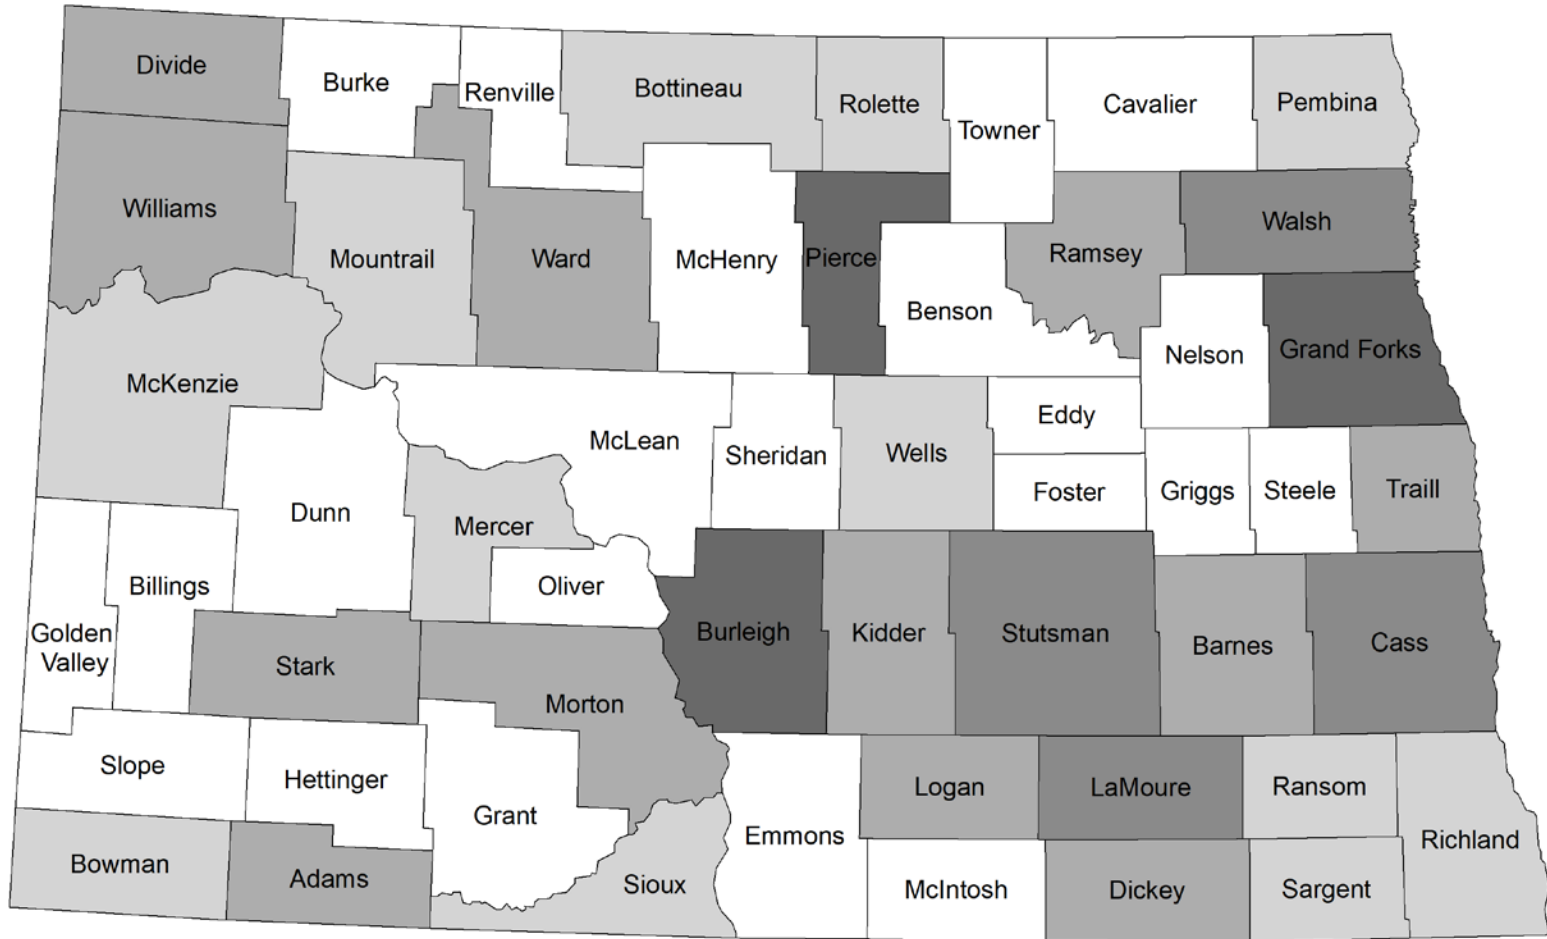 Divide
Burke
Renville
Bottineau
Rolette
Towner
Cavalier
Pembina
Williams
Mountrail
Ward
McHenry
Pierce
Benson
Ramsey
Walsh
Nelson
Grand Forks
McKenzie
McLean
Sheridan
Wells
Eddy
Foster
Griggs
Steele
Traill
Dunn
Mercer
Oliver
Billings
Golden
Valley
Stark
Morton
Burleigh
Kidder
Stutsman
Barnes
Cass
Slope
Hettinger
Grant
Emmons
Logan
LaMoure
Ransom
Richland
Bowman
Adams
Sioux
McIntosh
Dickey
Sargent